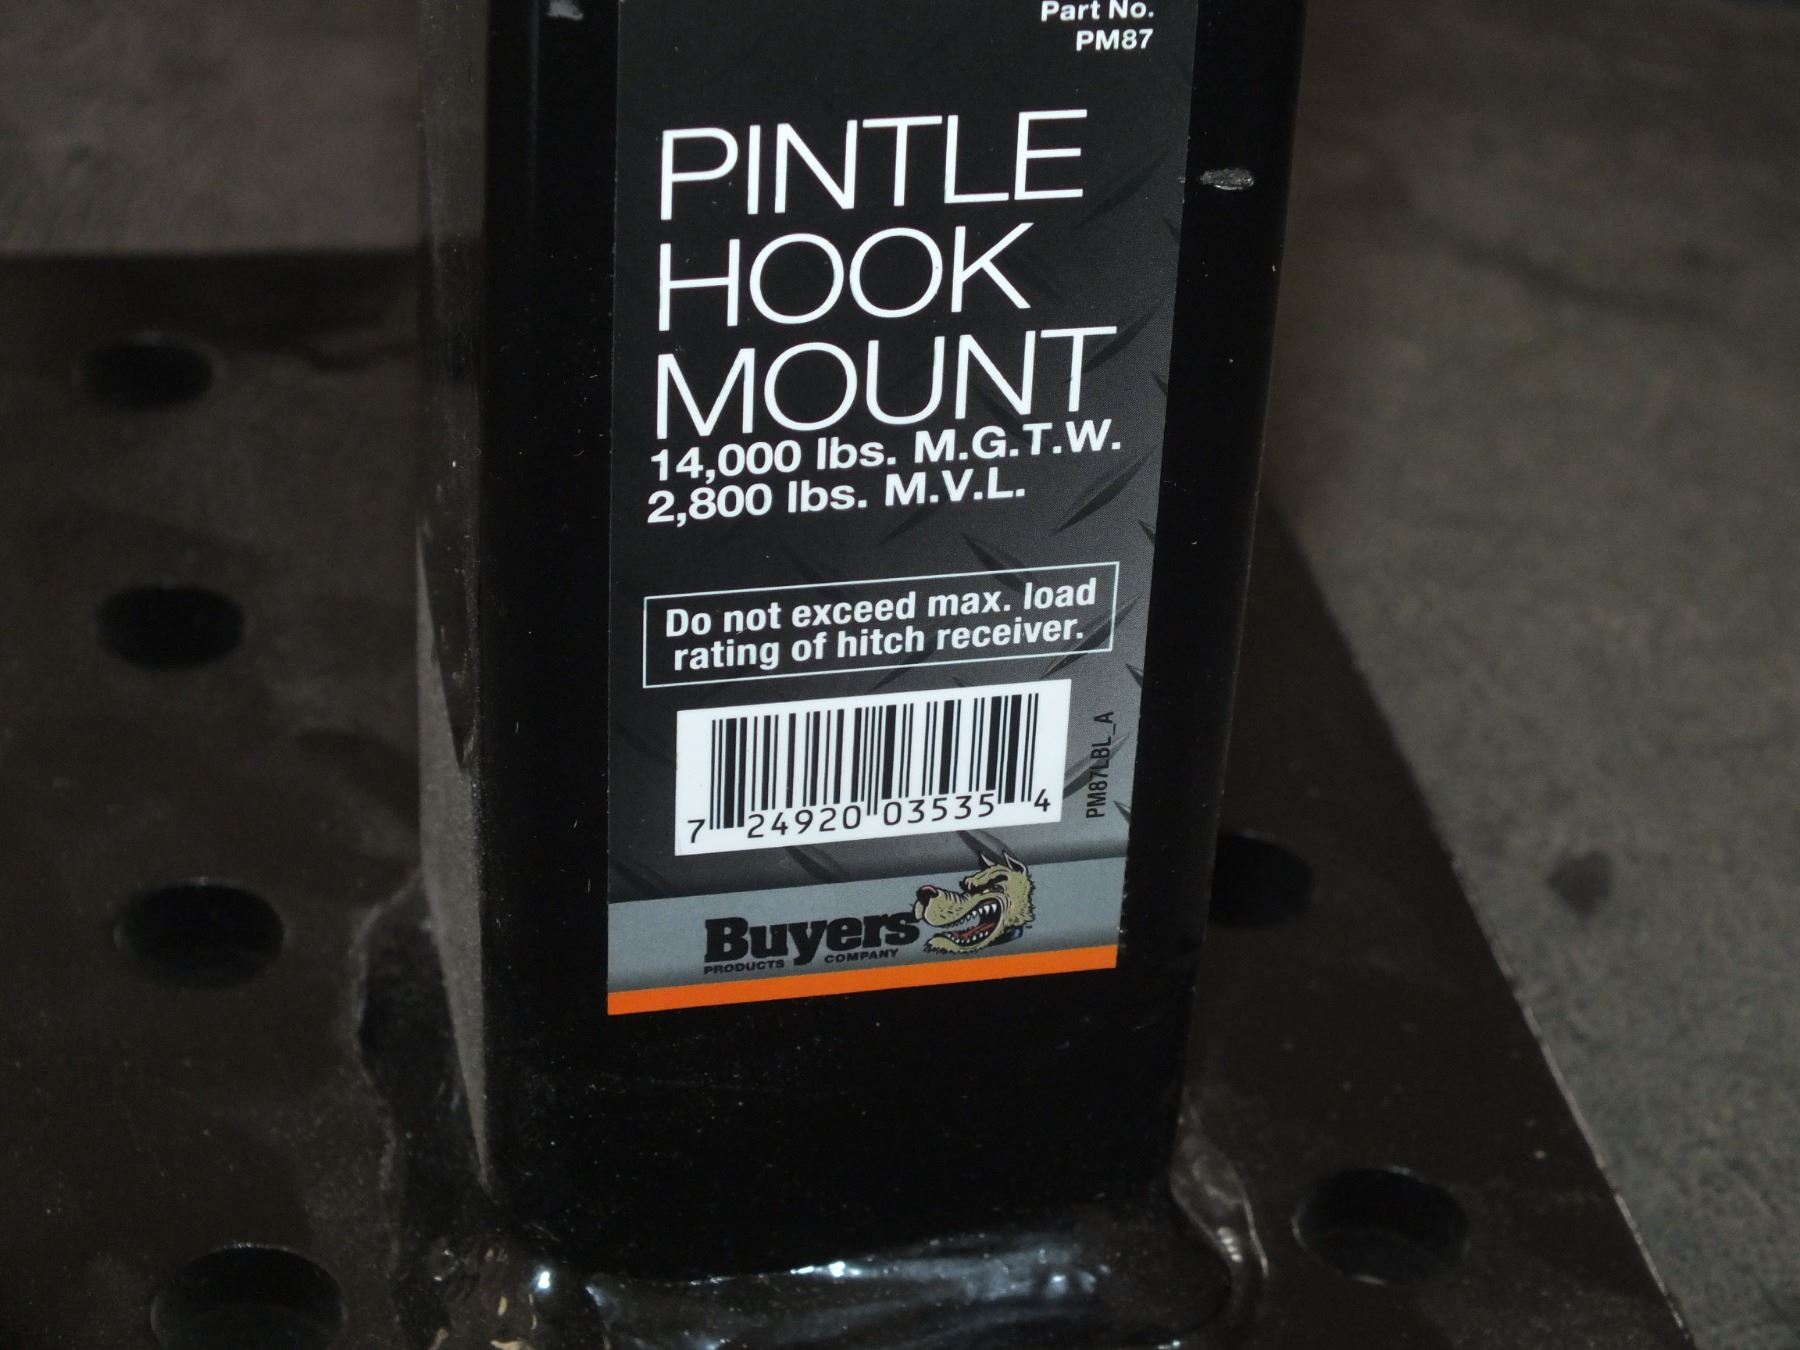 Part No.
PM87
PINTLE
HOOK
MOUNT
14,000 lbs. M.G.T.W.
2,800 lbs. M.V.L.
Do not exceed max. load
rating of hitch receiver.
7 24920 03535 4
PM87LBL_A
Buyers
PRODUCTS COMPANY